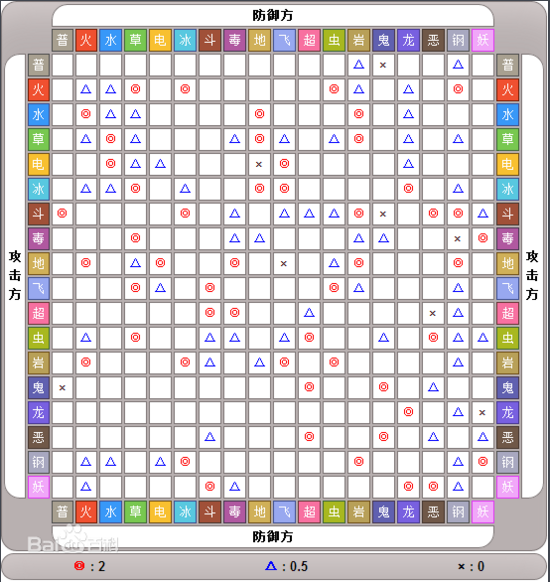 防御方
普 火 水 草 电 冰 斗 毒 地 飞 超 虫 岩 鬼 龙 恶 钢 妖
普 △ × △ 普
火 △ △ ◎ ◎ ◎ △ △ ◎ 火
水 ◎ △ △ ◎ ◎ △ 水
草 △ ◎ △ △ ◎ △ △ ◎ △ △ 草
电 ◎ △ △ × ◎ △ 电
冰 △ △ ◎ △ ◎ ◎ ◎ △ 冰
斗 ◎ ◎ △ △ △ △ ◎ × ◎ ◎ △ 斗
毒 ◎ △ △ △ △ × ◎ 毒
地 ◎ △ ◎ ◎ × △ ◎ ◎ 地
飞 ◎ △ ◎ ◎ △ △ 飞
超 ◎ ◎ △ × △ 超
虫 △ ◎ △ △ △ ◎ △ ◎ △ △ 虫
岩 ◎ ◎ △ △ ◎ ◎ △ 岩
鬼 × ◎ ◎ △ 鬼
龙 ◎ △ × 龙
恶 △ ◎ ◎ △ △ 恶
钢 △ △ △ ◎ ◎ △ ◎ 钢
妖 △ ◎ △ ◎ ◎ △ 妖
攻击方
攻击方
普 火 水 草 电 冰 斗 毒 地 飞 超 虫 岩 鬼 龙 恶 钢 妖
防御方
Bai百科
◎ : 2 △ : 0.5 × : 0